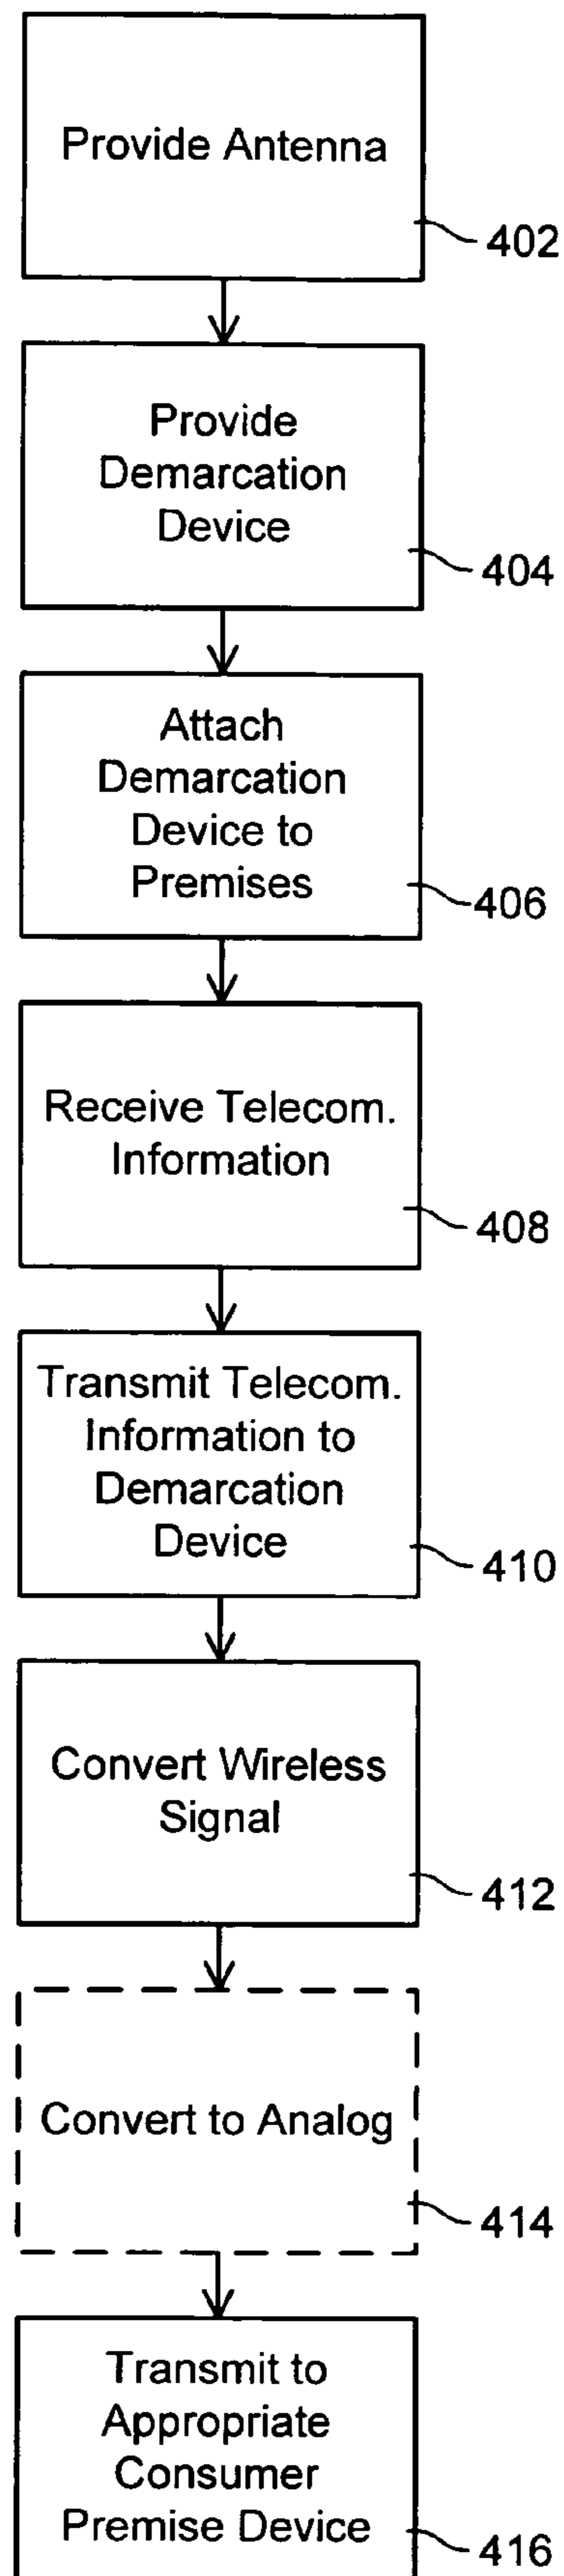 Provide Antenna
402
Provide
Demarcation
Device
404
Attach
Demarcation
Device to
Premises
406
Receive Telecom.
Information
408
Transmit Telecom.
Information to
Demarcation
Device
410
Convert Wireless
Signal
412
Convert to Analog
414
Transmit to
Appropriate
Consumer
Premise Device
416